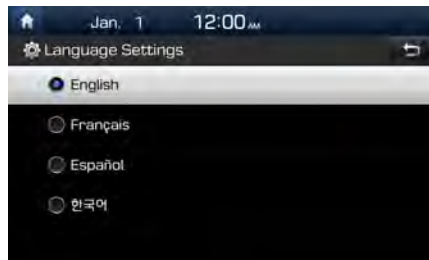 Jan. 1 12:00 AM
Language Settings
English
Français
Español
한국어